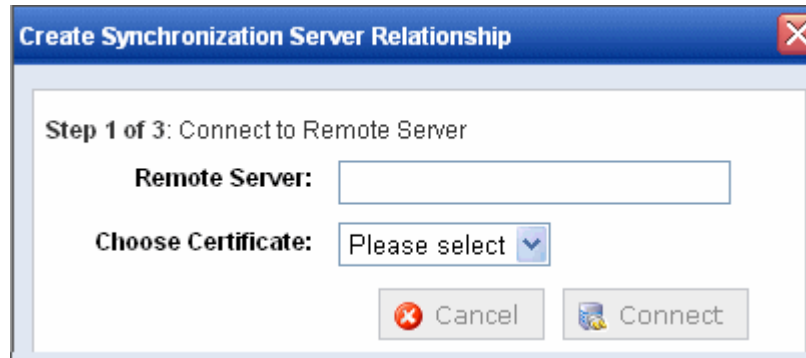 Create Synchronization Server Relationship
Step 1 of 3: Connect to Remote Server
Remote Server:
Choose Certificate: Please select
Cancel Connect